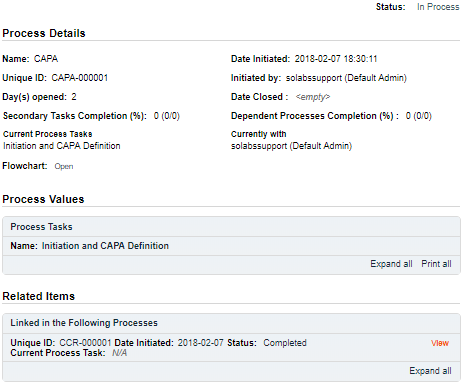 Status: In Process
Process Details
Name: CAPA Date Initiated: 2018-02-07 18:30:11
Unique ID: CAPA-000001 Initiated by: solabssupport (Default Admin)
Day(s) opened: 2 Date Closed : <empty>
Secondary Tasks Completion (%): 0 (0/0) Dependent Processes Completion (%) : 0 (0/0)
Current Process Tasks Currently with
Initiation and CAPA Definition solabssupport (Default Admin)
Flowchart: Open
Process Values
Process Tasks
Name: Initiation and CAPA Definition
Expand all Print all
Related Items
Linked in the Following Processes
Unique ID: CCR-000001 Date Initiated: 2018-02-07 Status: Completed View
Current Process Task: N/A
Expand all